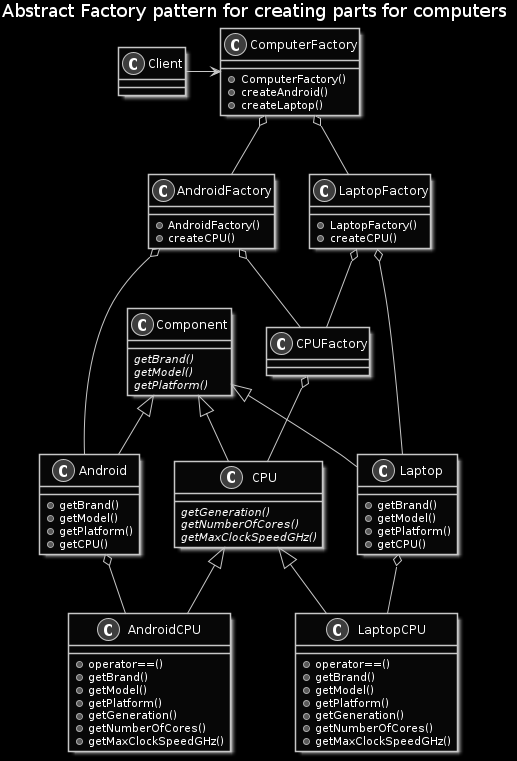 Abstract Factory pattern for creating parts for computers
C Client
C ComputerFactory
ComputerFactory()
createAndroid()
createLaptop()
C AndroidFactory
AndroidFactory()
createCPU()
C LaptopFactory
LaptopFactory()
createCPU()
C Component
getBrand()
getModel()
getPlatform()
C CPUFactory
C Android
getBrand()
getModel()
getPlatform()
getCPU()
C CPU
getGeneration()
getNumberOfCores()
getMaxClockSpeedGHz()
C Laptop
getBrand()
getModel()
getPlatform()
getCPU()
C AndroidCPU
operator==()
getBrand()
getModel()
getPlatform()
getGeneration()
getNumberOfCores()
getMaxClockSpeedGHz()
C LaptopCPU
operator==()
getBrand()
getModel()
getPlatform()
getGeneration()
getNumberOfCores()
getMaxClockSpeedGHz()